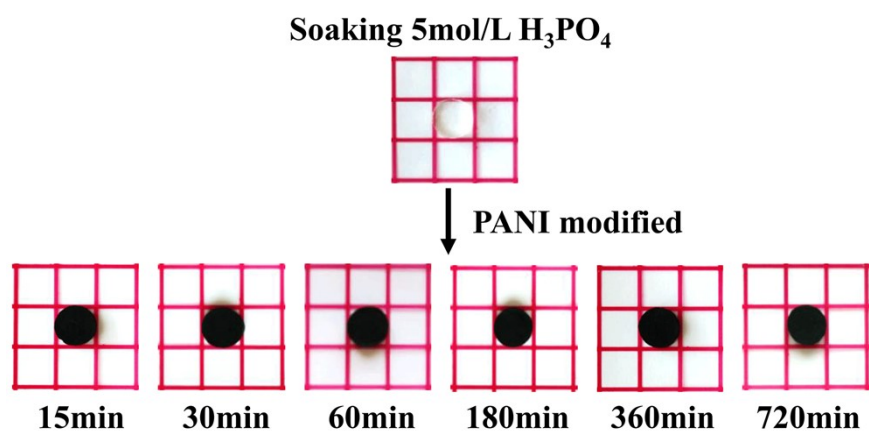 Soaking 5mol/L H₃PO₄
PANI modified
15min 30min 60min 180min 360min 720min